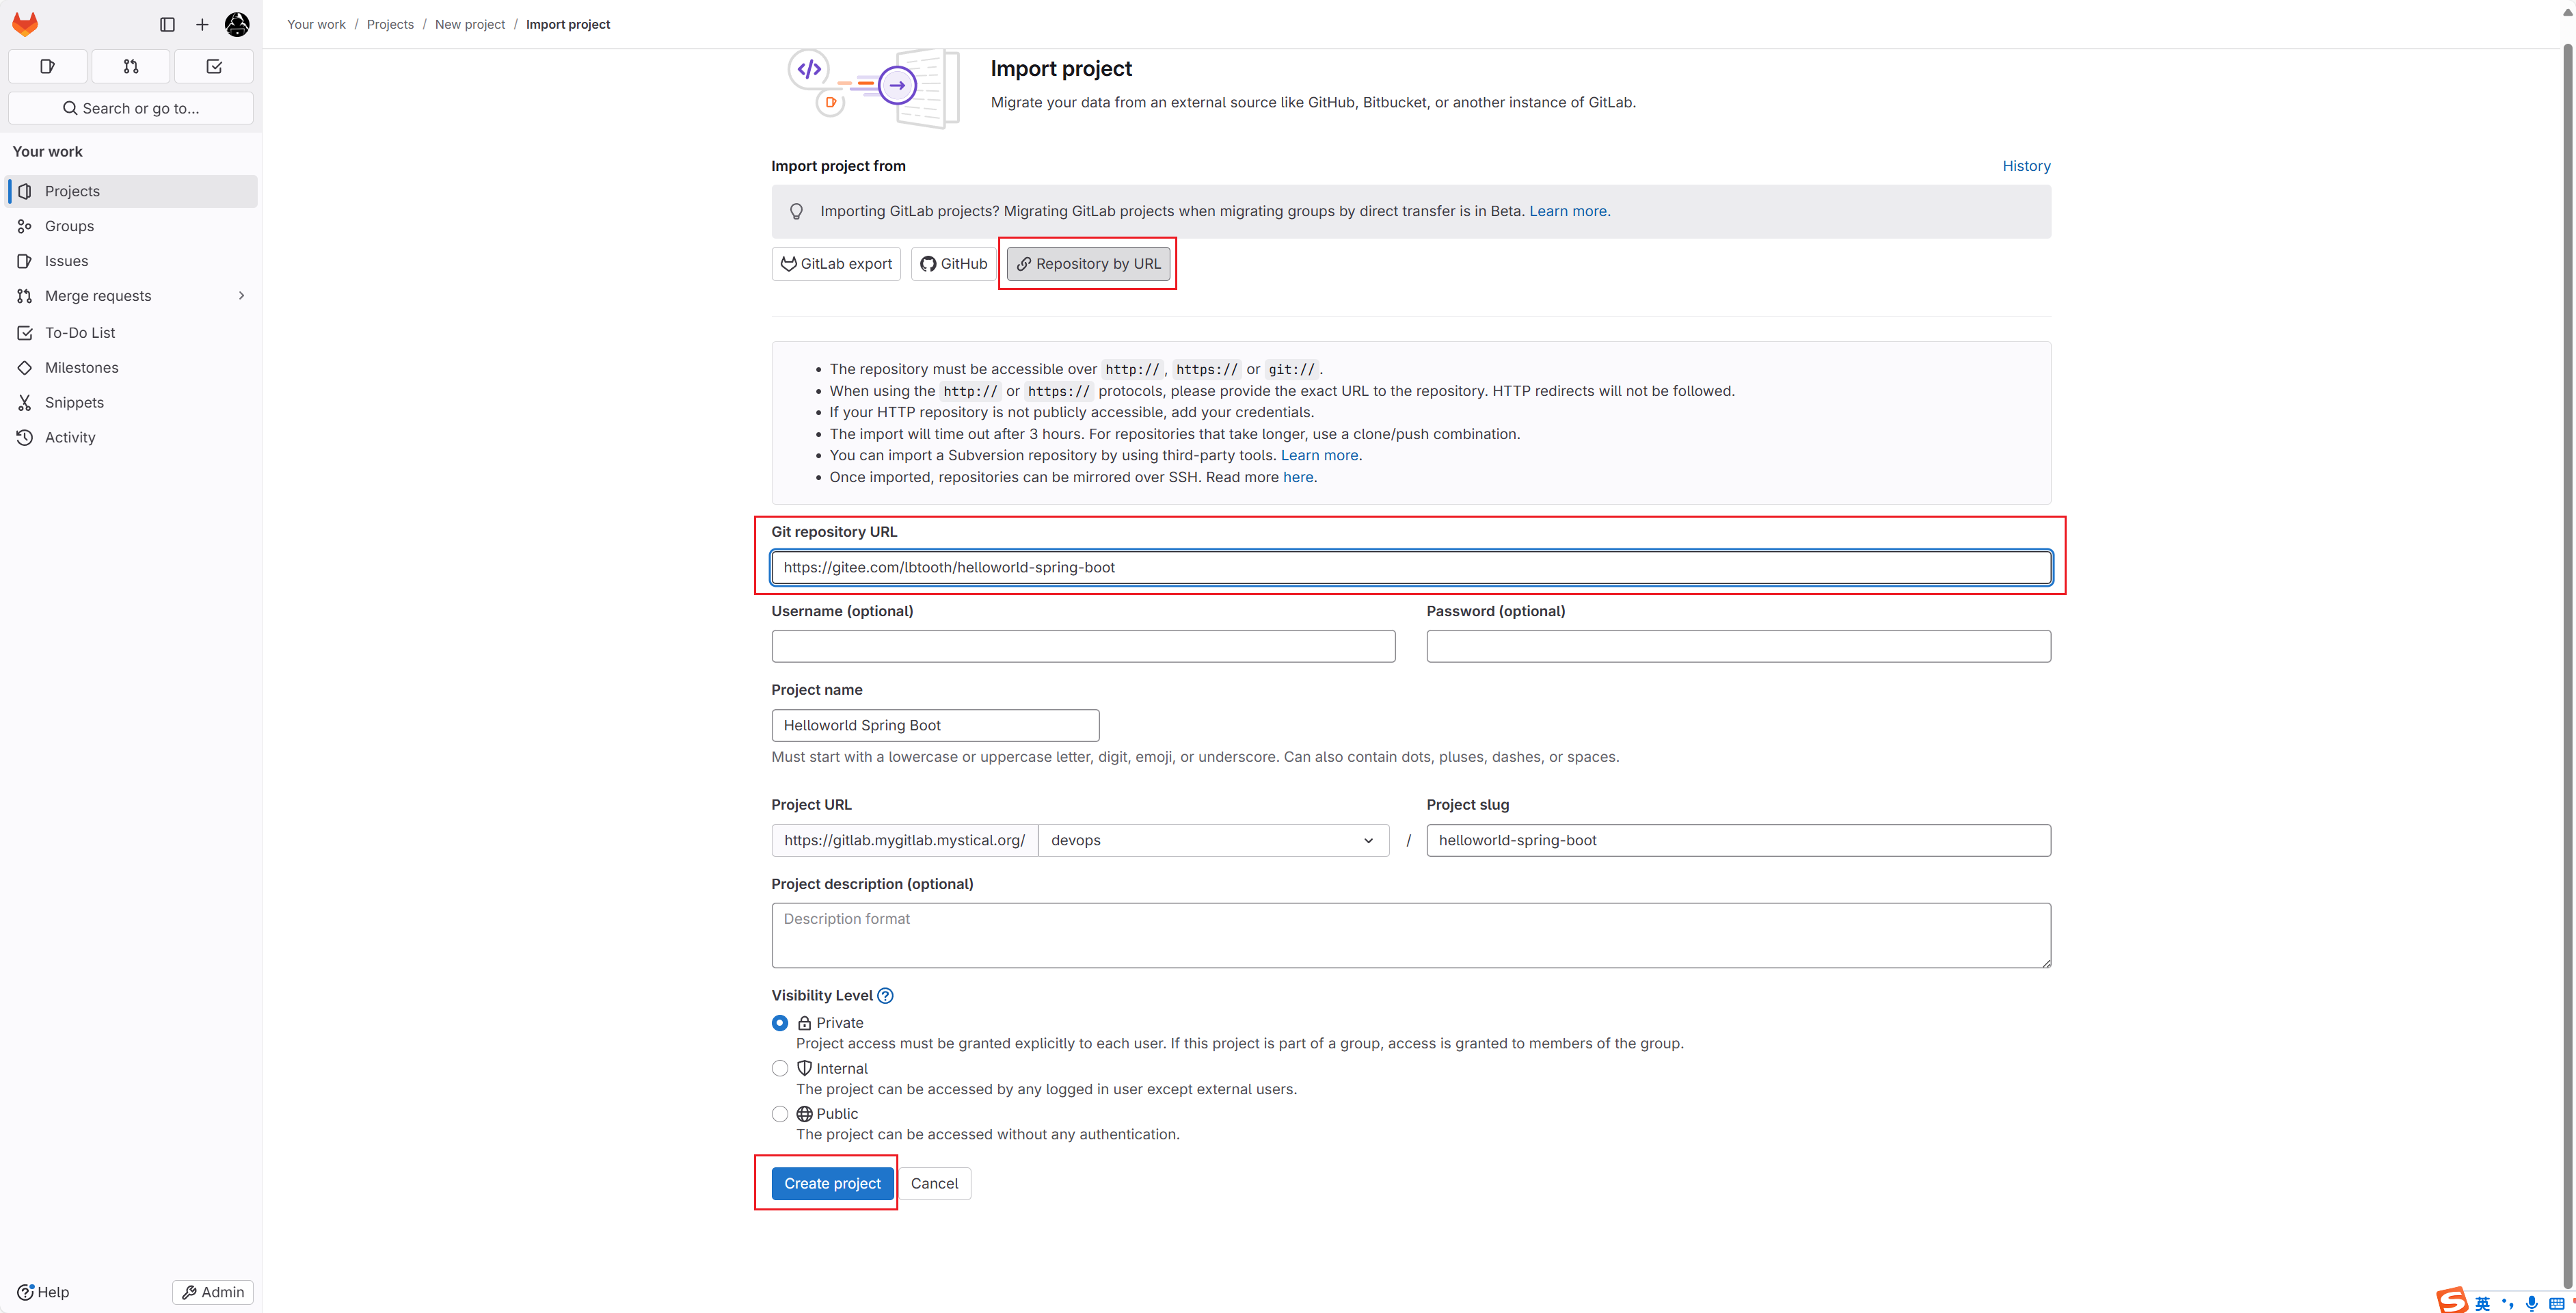 Your work / Projects / New project / Import project
Search or go to...
Your work
Projects
Groups
Issues
Merge requests
To-Do List
Milestones
Snippets
Activity
Help
Admin
Import project
Migrate your data from an external source like GitHub, Bitbucket, or another instance of GitLab.
Import project from
History
Importing GitLab projects? Migrating GitLab projects when migrating groups by direct transfer is in Beta. Learn more.
GitLab export
GitHub
Repository by URL
• The repository must be accessible over http://, https:// or git://.
• When using the http:// or https:// protocols, please provide the exact URL to the repository. HTTP redirects will not be followed.
• If your HTTP repository is not publicly accessible, add your credentials.
• The import will time out after 3 hours. For repositories that take longer, use a clone/push combination.
• You can import a Subversion repository by using third-party tools. Learn more.
• Once imported, repositories can be mirrored over SSH. Read more here.
Git repository URL
https://gitee.com/lbtooth/helloworld-spring-boot
Username (optional)
Password (optional)
Project name
Helloworld Spring Boot
Must start with a lowercase or uppercase letter, digit, emoji, or underscore. Can also contain dots, pluses, dashes, or spaces.
Project URL
Project slug
https://gitlab.mygitlab.mystical.org/
devops
/
helloworld-spring-boot
Project description (optional)
Description format
Visibility Level
Private
Project access must be granted explicitly to each user. If this project is part of a group, access is granted to members of the group.
Internal
The project can be accessed by any logged in user except external users.
Public
The project can be accessed without any authentication.
Create project
Cancel
英